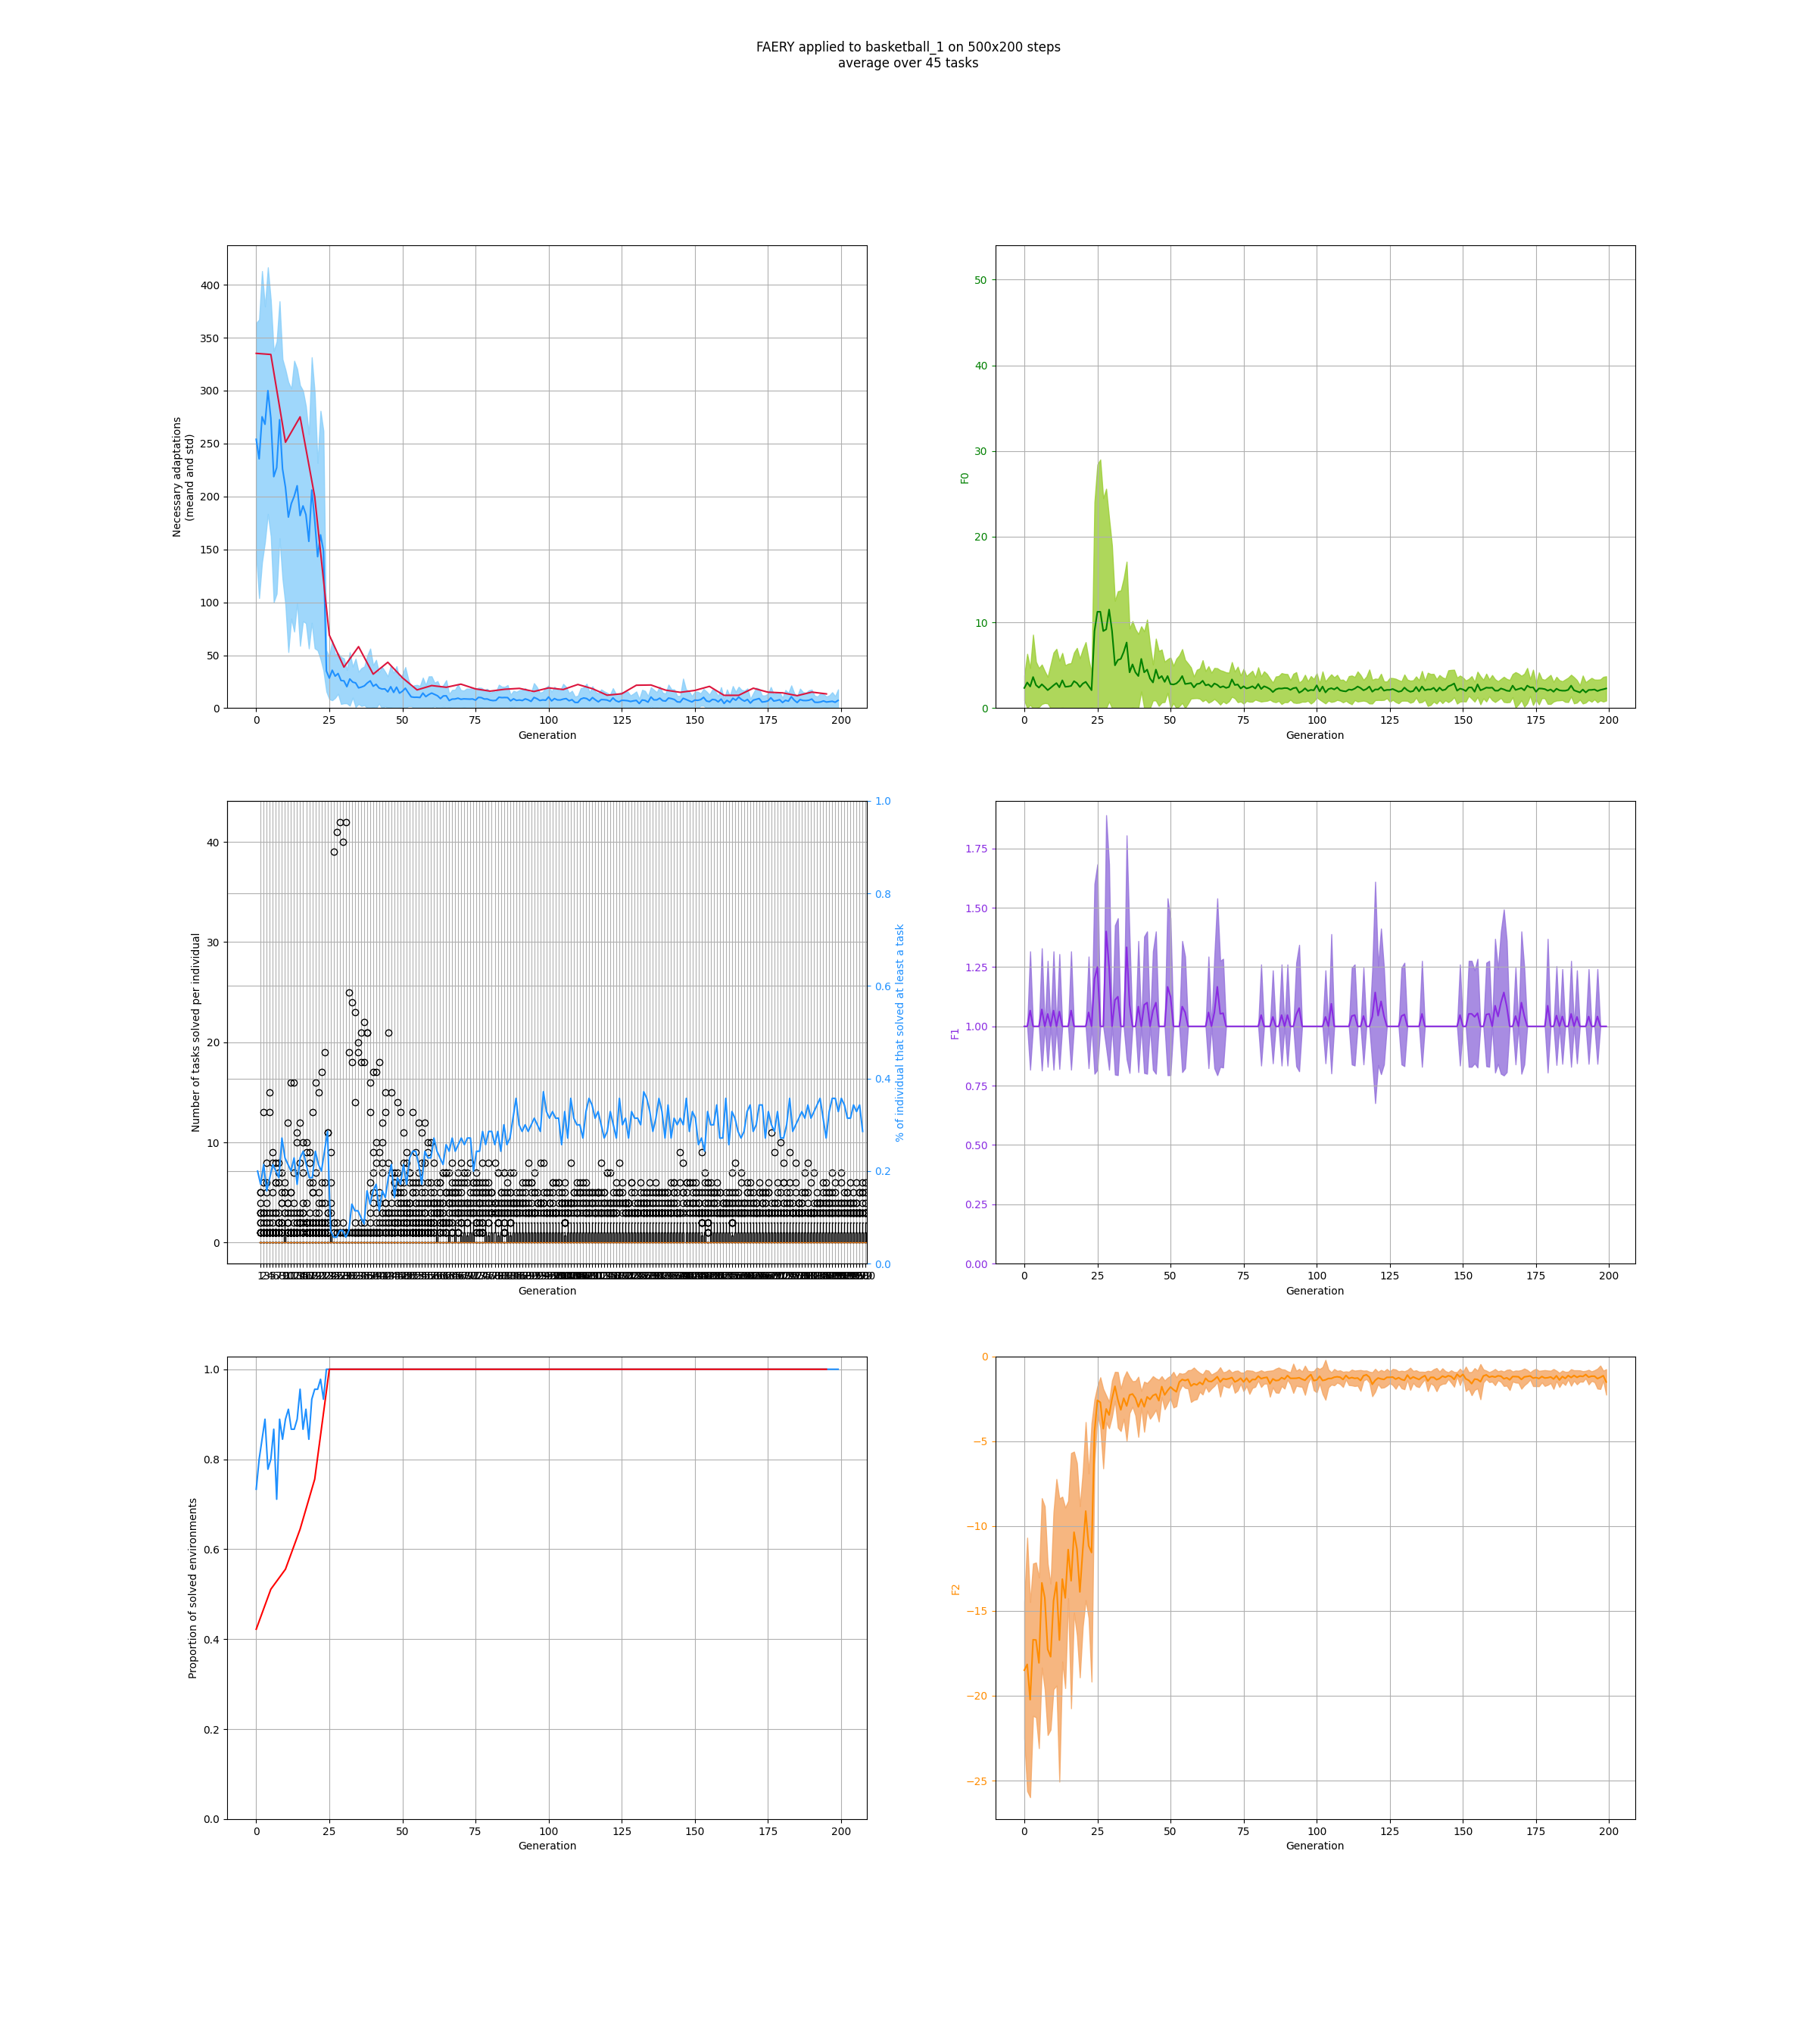 FAERY applied to basketball_1 on 500x200 steps
average over 45 tasks
400
350
300
250
200
150
100
50
0
Necessary adaptations
(meand and std)
0 25 50 75 100 125 150 175 200
Generation
50
40
30
20
10
0
F0
0 25 50 75 100 125 150 175 200
Generation
40
30
20
10
0
Number of tasks solved per individual
1.0
0.8
0.6
0.4
0.2
0.0
% of individual that solved at least a task
Generation
1.75
1.50
1.25
1.00
0.75
0.50
0.25
0.00
F1
0 25 50 75 100 125 150 175 200
Generation
1.0
0.8
0.6
0.4
0.2
0.0
Proportion of solved environments
0 25 50 75 100 125 150 175 200
Generation
0
−5
−10
−15
−20
−25
F2
0 25 50 75 100 125 150 175 200
Generation